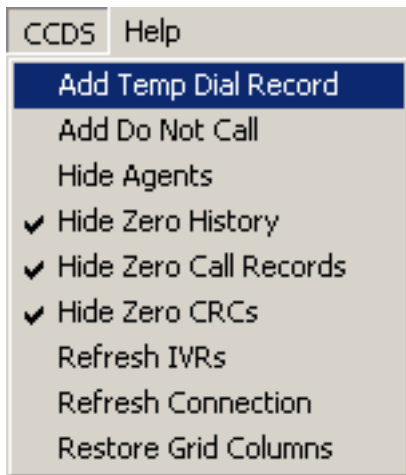 CCDS Help
Add Temp Dial Record
Add Do Not Call
Hide Agents
Hide Zero History
Hide Zero Call Records
Hide Zero CRCs
Refresh IVRs
Refresh Connection
Restore Grid Columns